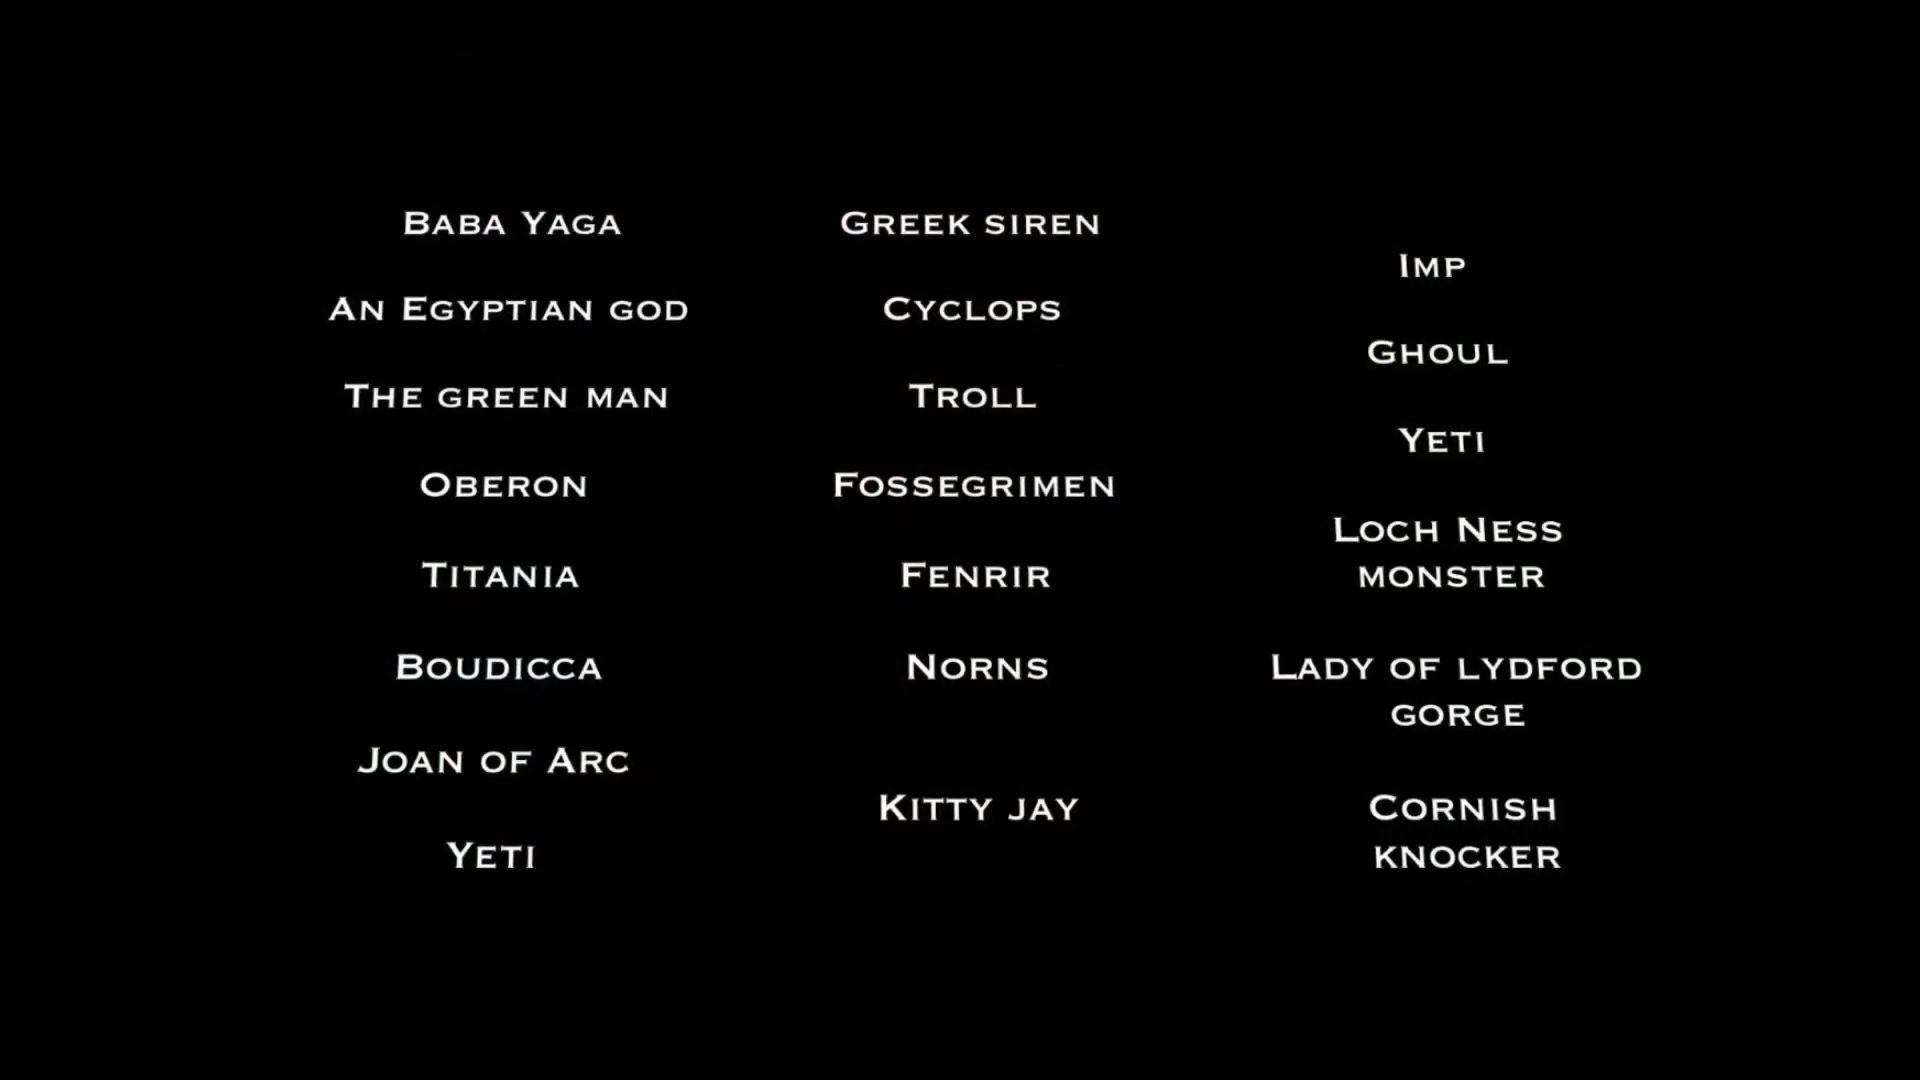 Baba Yaga
An Egyptian god
The green man
Oberon
Titania
Boudicca
Joan of Arc
Yeti
Greek siren
Cyclops
Troll
Fossegrimen
Fenrir
Norns
Kitty jay
Imp
Ghoul
Yeti
Loch Ness
monster
Lady of lydford
gorge
Cornish
knocker